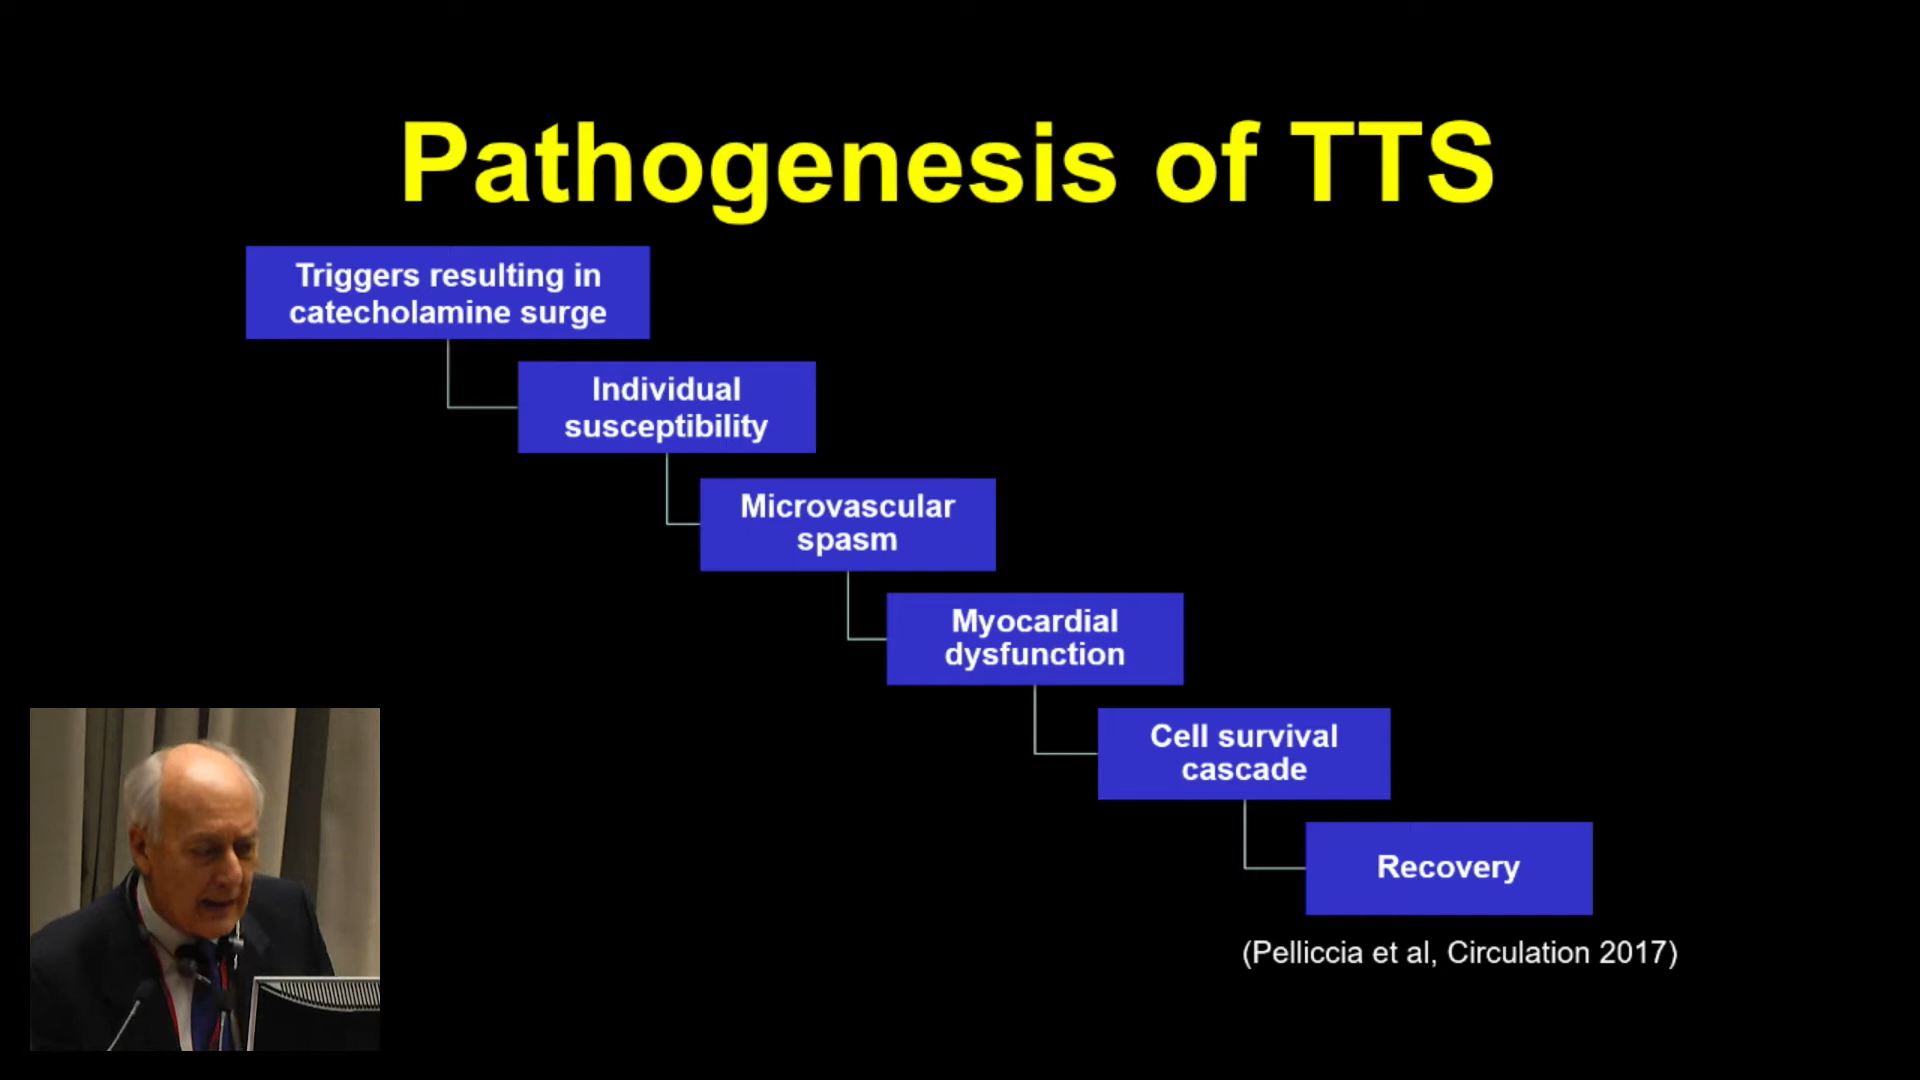 Pathogenesis of TTS
Triggers resulting in
catecholamine surge
Individual
susceptibility
Microvascular
spasm
Myocardial
dysfunction
Cell survival
cascade
Recovery
(Pelliccia et al, Circulation 2017)